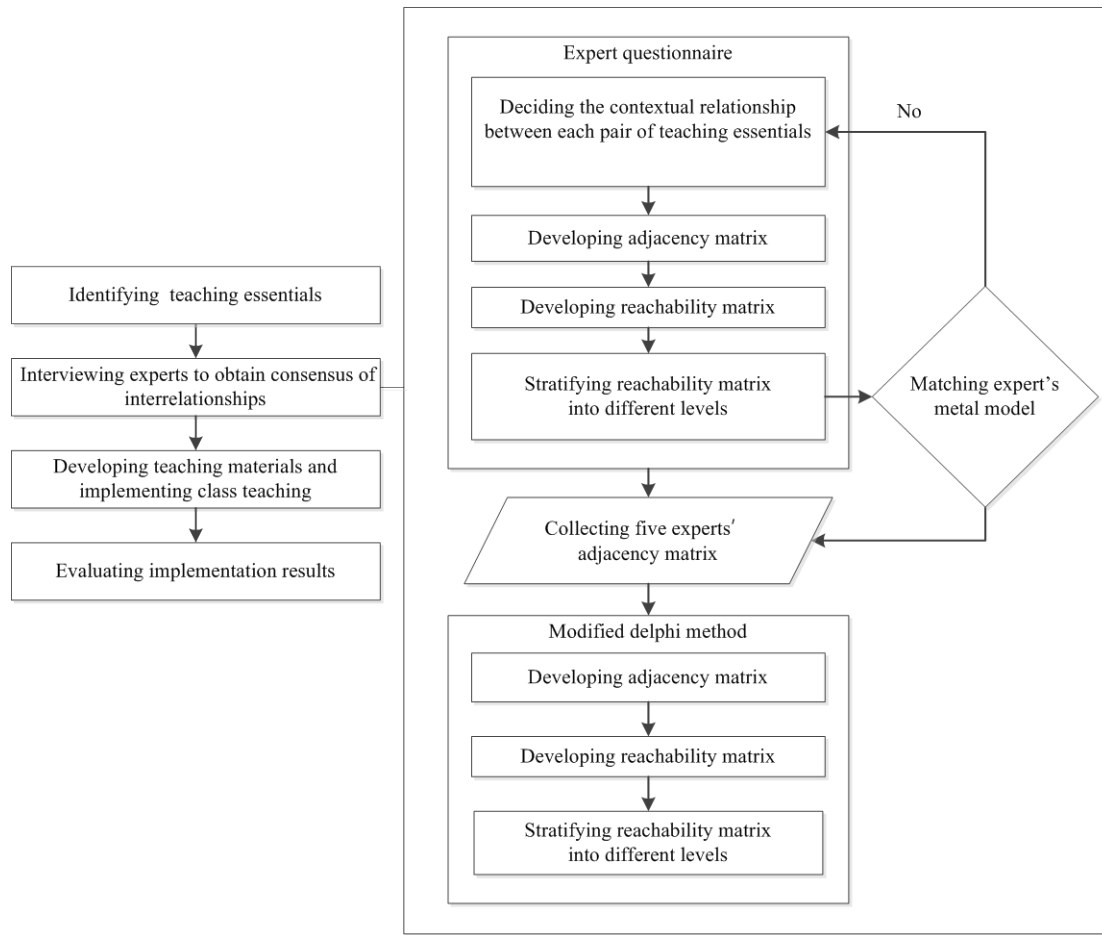 Identifying teaching essentials
Interviewing experts to obtain consensus of
interrelationships
Developing teaching materials and
implementing class teaching
Evaluating implementation results
Expert questionnaire
Deciding the contextual relationship
between each pair of teaching essentials
Developing adjacency matrix
Developing reachability matrix
Stratifying reachability matrix
into different levels
No
Matching expert's
metal model
Collecting five experts'
adjacency matrix
Modified delphi method
Developing adjacency matrix
Developing reachability matrix
Stratifying reachability matrix
into different levels